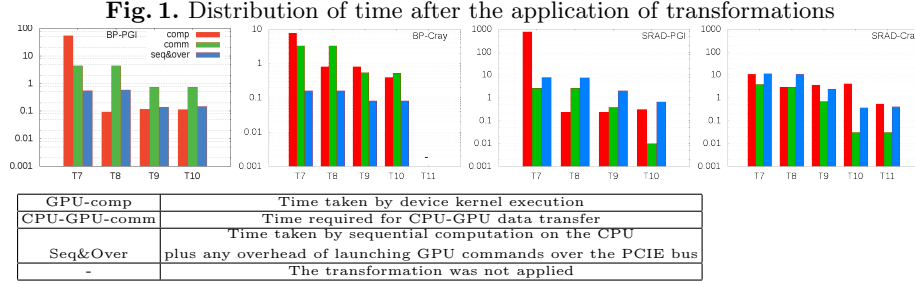 Fig. 1. Distribution of time after the application of transformations
BP-PGI
comp
comm
seq&over
100
10
1
0.1
0.01
0.001
T7 T8 T9 T10
BP-Cray
10
1
0.1
0.01
0.001
-
T7 T8 T9 T10 T11
SRAD-PGI
1000
100
10
1
0.1
0.01
0.001
T7 T8 T9 T10
SRAD-Cra
1000
100
10
1
0.1
0.01
0.001
T7 T8 T9 T10 T11
GPU-comp Time taken by device kernel execution
CPU-GPU-comm Time required for CPU-GPU data transfer
Time taken by sequential computation on the CPU
Seq&Over plus any overhead of launching GPU commands over the PCIE bus
- The transformation was not applied